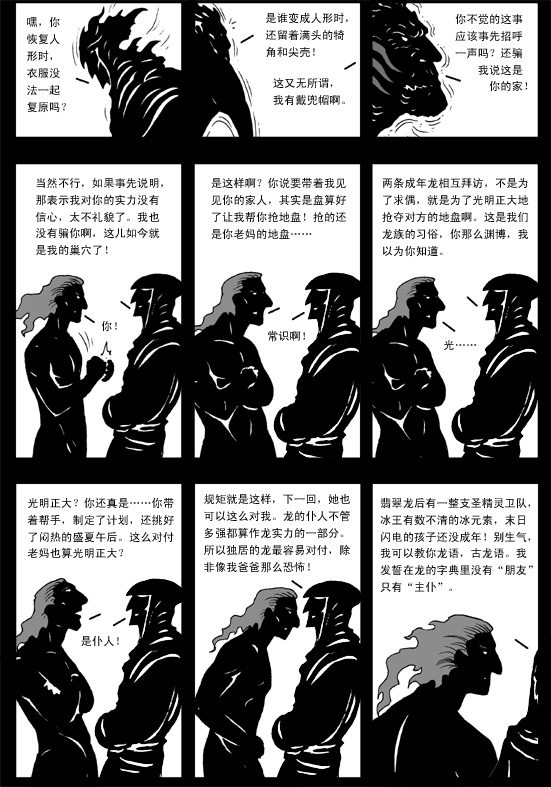 嘿，你
恢复人
形时，
衣服没
法一起
复原吗？
是谁变成人形时，
还留着满头的犄
角和尖壳！
这又无所谓，
我有戴兜帽啊。
你不觉的这事
应该事先招呼
一声吗？还骗
我说这是
你的家！
当然不行，如果事先说明，
那表示我对你的实力没有
信心，太不礼貌了。我也
没有骗你啊，这儿如今就
是我的巢穴了！
你！
是这样啊？你说要带着我见
见你的家人，其实是盘算好
了让我帮你抢地盘！抢的还
是你老妈的地盘……
常识啊！
两条成年龙相互拜访，不是为
了求偶，就是为了光明正大地
抢夺对方的地盘啊。这是我们
龙族的习俗，你那么渊博，我
以为你知道。
光……
光明正大？你还真是……你带
着帮手，制定了计划，还挑好
了闷热的盛夏午后。这么对付
老妈也算光明正大？
是仆人！
规矩就是这样，下一回，她也
可以这么对我。龙的仆人不管
多强都算作龙实力的一部分。
所以独居的龙最容易对付，除
非像我爸爸那么恐怖！
翡翠龙后有一整支圣精灵卫队，
冰王有数不清的冰元素，末日
闪电的孩子还没成年！别生气，
我可以教你龙语，古龙语。我
发誓在龙的字典里没有“朋友”
只有“主仆”。